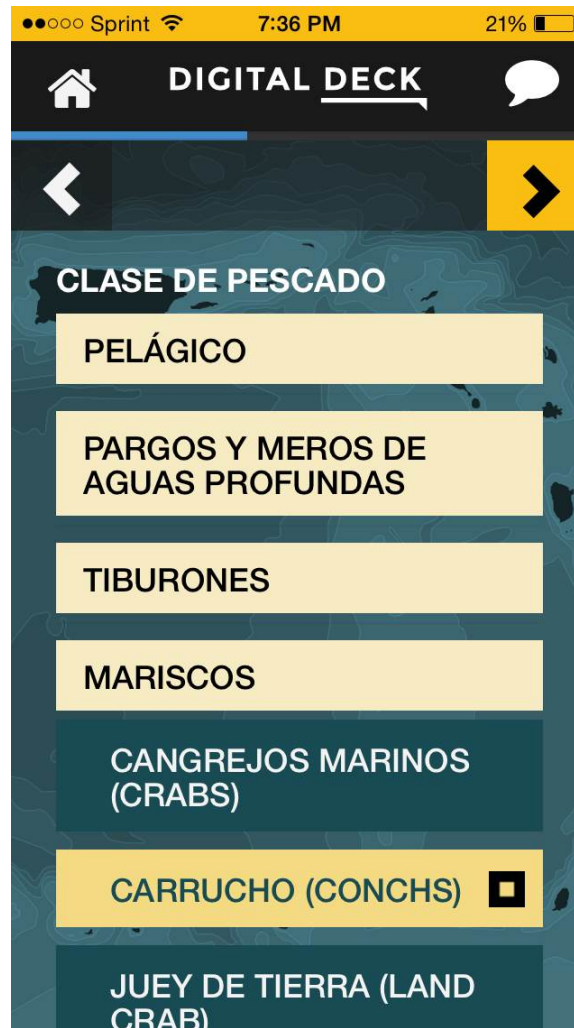 Sprint 7:36 PM 21%
DIGITAL DECK
CLASE DE PESCADO
PELÁGICO
PARGOS Y MEROS DE
AGUAS PROFUNDAS
TIBURONES
MARISCOS
CANGREJOS MARINOS
(CRABS)
CARRUCHO (CONCHS)
JUEY DE TIERRA (LAND
CRAB)